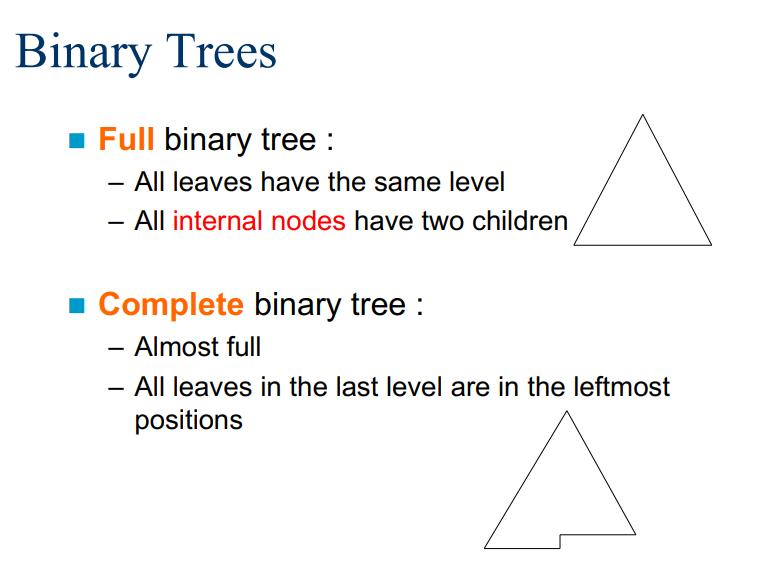 Binary Trees
Full binary tree :
– All leaves have the same level
– All internal nodes have two children
Complete binary tree :
– Almost full
– All leaves in the last level are in the leftmost
positions